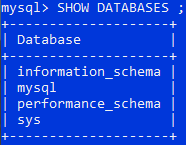 mysql> SHOW DATABASES ;
+--------------------+
| Database           |
+--------------------+
| information_schema |
| mysql              |
| performance_schema |
| sys                |
+--------------------+